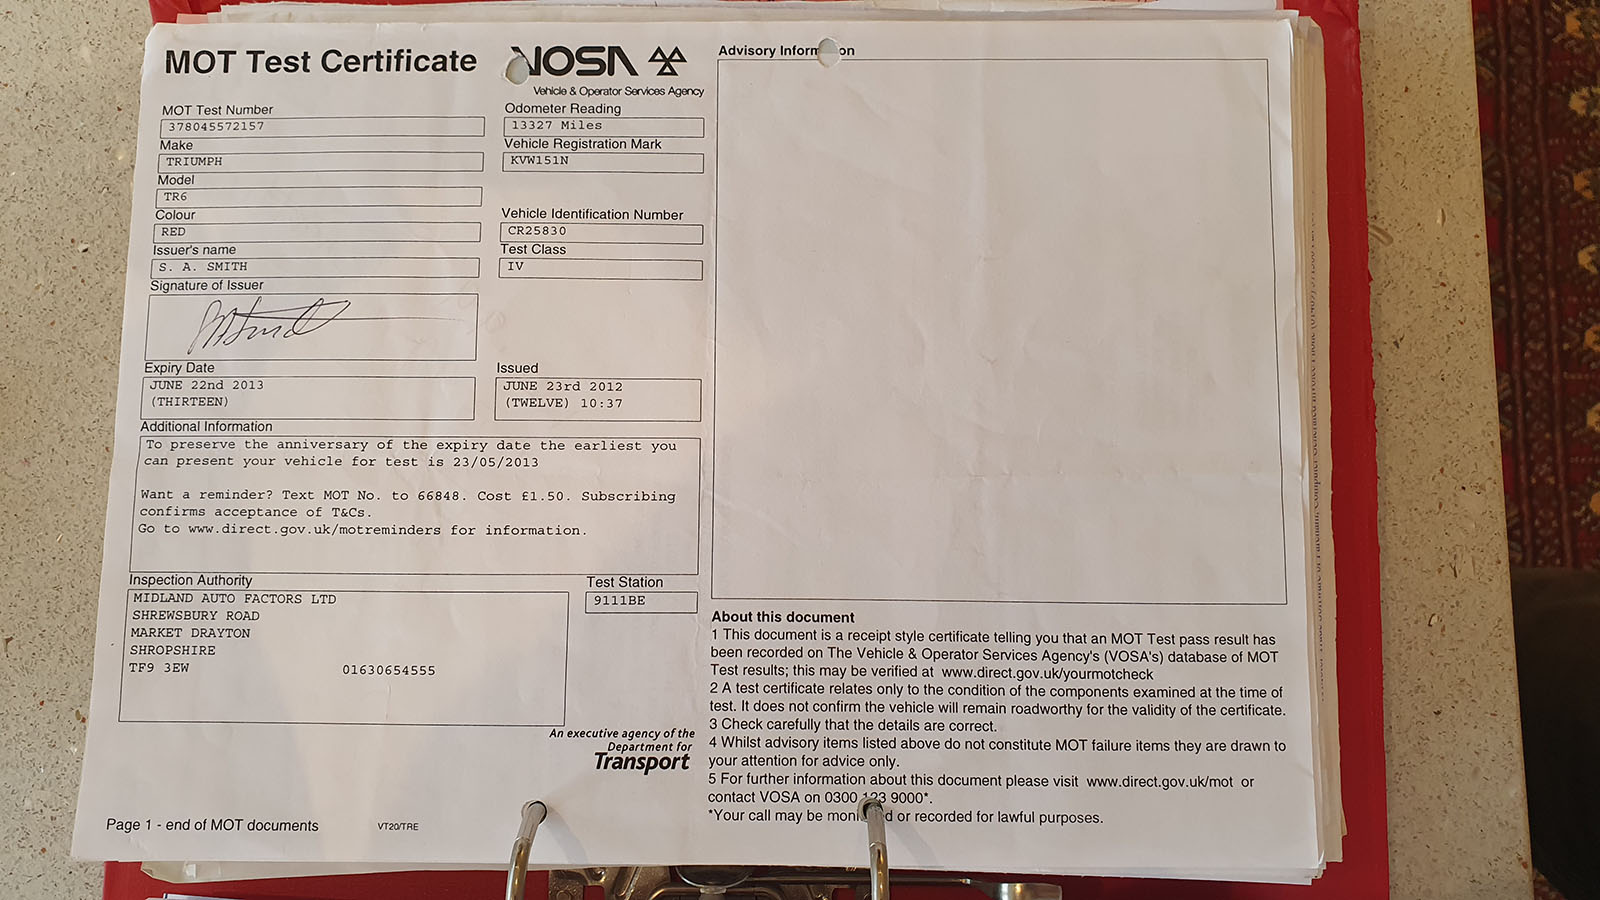 MOT Test Certificate
VOSA
Vehicle & Operator Services Agency
MOT Test Number
378045572157
Odometer Reading
13327 Miles
Make
TRIUMPH
Vehicle Registration Mark
KVW151N
Model
TR6
Colour
RED
Vehicle Identification Number
CR25830
Issuer's name
S. A. SMITH
Test Class
IV
Signature of Issuer
Expiry Date
JUNE 22nd 2013
(THIRTEEN)
Issued
JUNE 23rd 2012
(TWELVE) 10:37
Additional Information
To preserve the anniversary of the expiry date the earliest you
can present your vehicle for test is 23/05/2013
Want a reminder? Text MOT No. to 66848. Cost £1.50. Subscribing
confirms acceptance of T&Cs.
Go to www.direct.gov.uk/motreminders for information.
Inspection Authority
MIDLAND AUTO FACTORS LTD
SHREWSBURY ROAD
MARKET DRAYTON
SHROPSHIRE
TF9 3EW 01630654555
Test Station
9111BE
An executive agency of the
Department for
Transport
Page 1 - end of MOT documents
VT20/TRE
Advisory Information
About this document
1 This document is a receipt style certificate telling you that an MOT Test pass result has
been recorded on The Vehicle & Operator Services Agency's (VOSA's) database of MOT
Test results; this may be verified at www.direct.gov.uk/yourmotcheck
2 A test certificate relates only to the condition of the components examined at the time of
test. It does not confirm the vehicle will remain roadworthy for the validity of the certificate.
3 Check carefully that the details are correct.
4 Whilst advisory items listed above do not constitute MOT failure items they are drawn to
your attention for advice only.
5 For further information about this document please visit www.direct.gov.uk/mot or
contact VOSA on 0300 123 9000*.
*Your call may be monitored or recorded for lawful purposes.